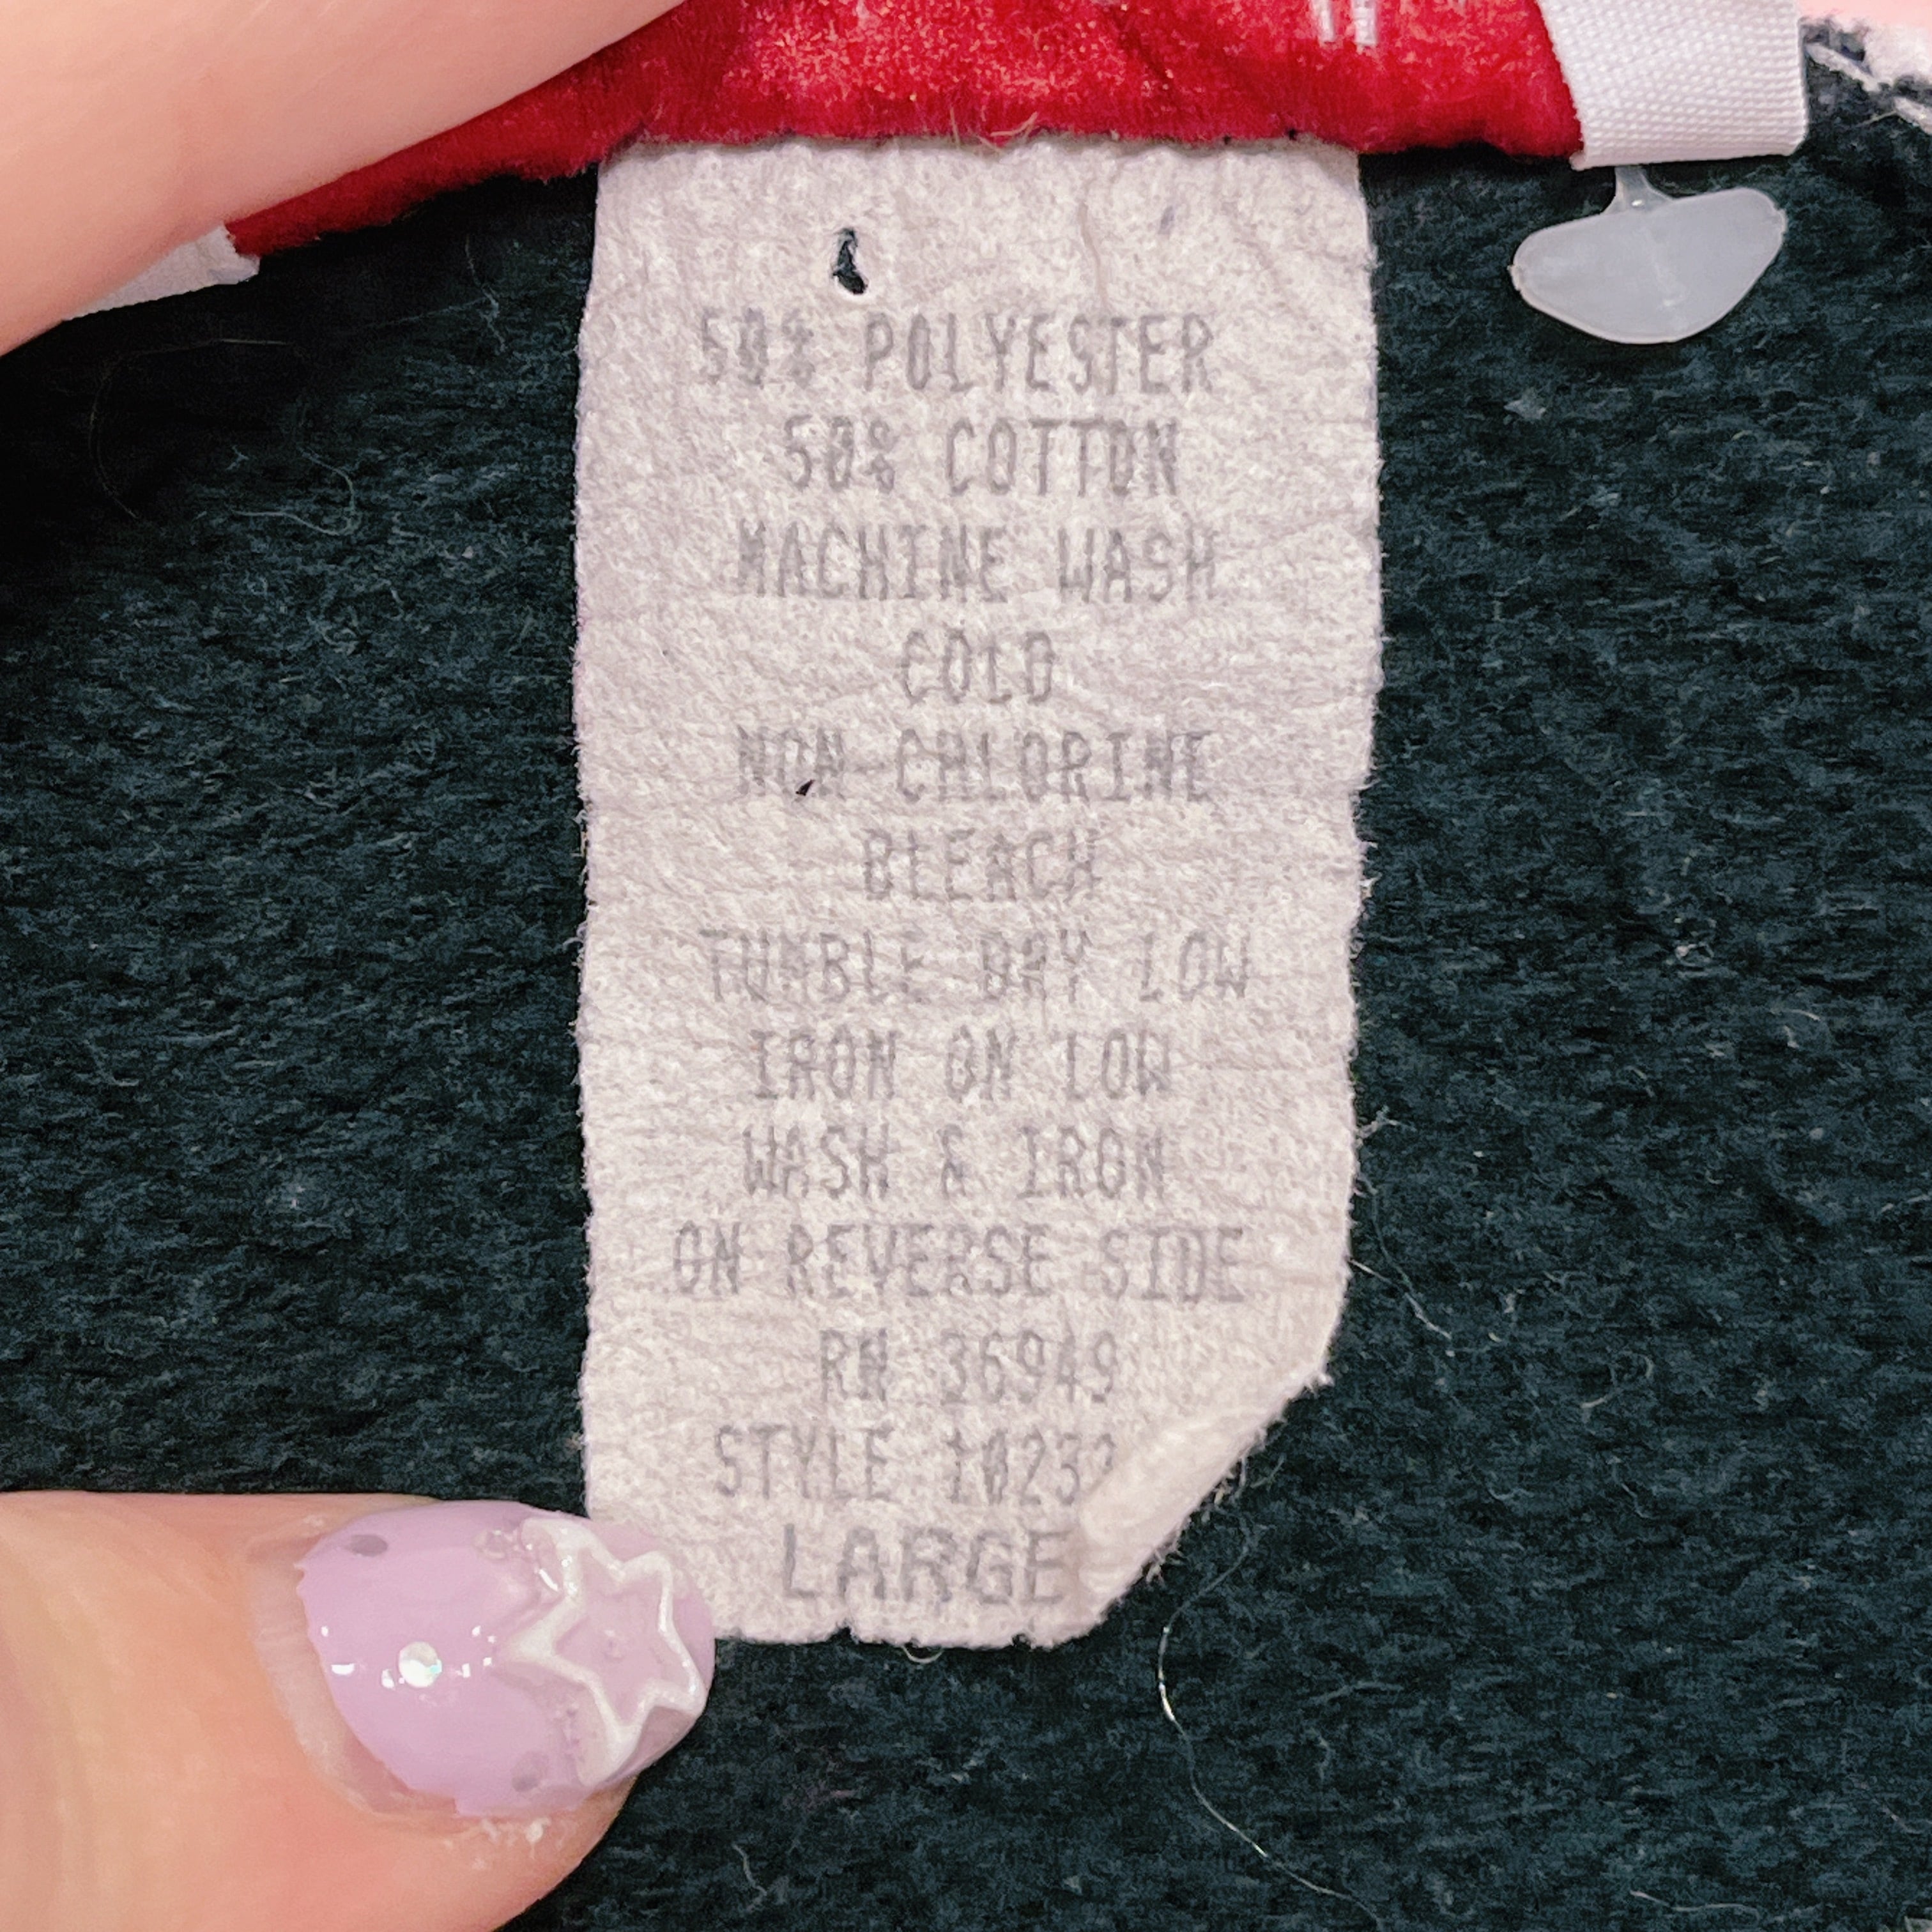 50% POLYESTER
50% COTTON
MACHINE WASH
COLD
NON-CHLORINE
BLEACH
TUMBLE DRY LOW
IRON ON LOW
WASH & IRON
ON REVERSE SIDE
RN 36949
STYLE
LARGE